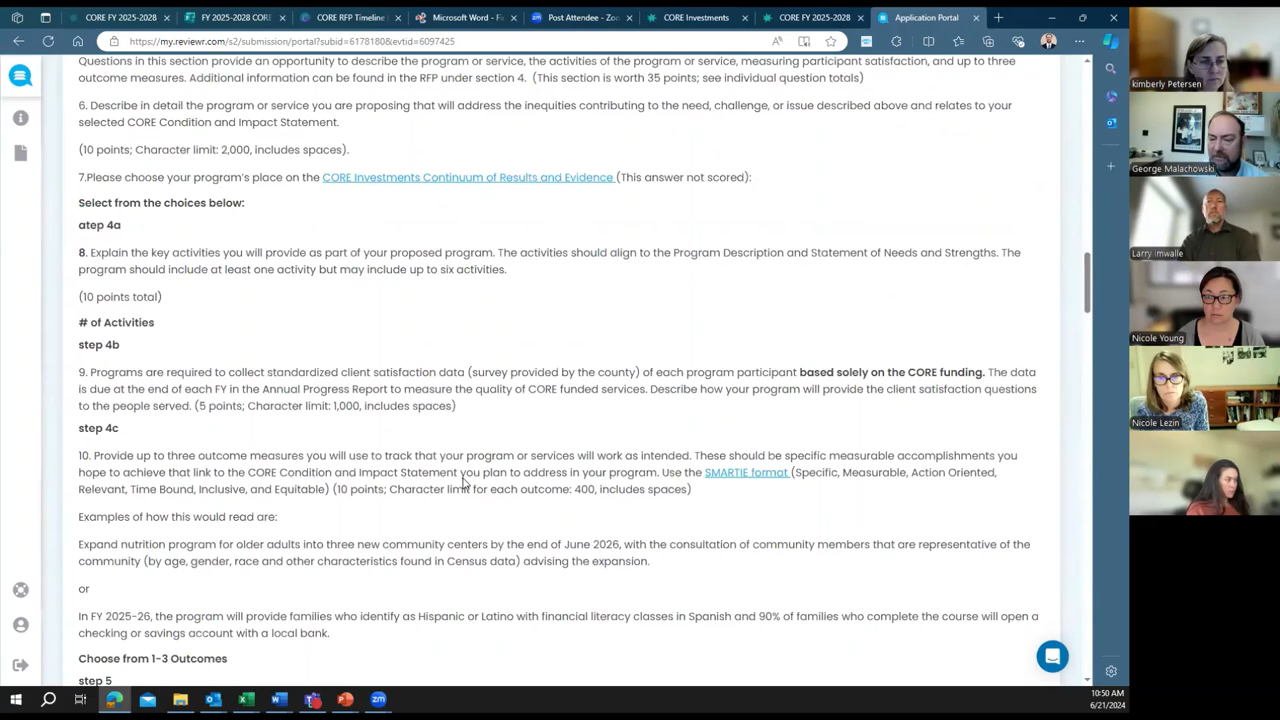 CORE FY 2025-2028
FY 2025-2028 CORE
CORE RFP Timeline
Microsoft Word - Fi
Post Attendee - Zoo
CORE Investments
CORE FY 2025-2028
Application Portal
https://my.reviewr.com/s2/submission/portal?subid=6178180&evtid=6097425
Questions in this section provide an opportunity to describe the program or service, the activities of the program or service, measuring participant satisfaction, and up to three
outcome measures. Additional information can be found in the RFP under section 4. (This section is worth 35 points; see individual question totals)
6. Describe in detail the program or service you are proposing that will address the inequities contributing to the need, challenge, or issue described above and relates to your
selected CORE Condition and Impact Statement.
(10 points; Character limit: 2,000, includes spaces).
7.Please choose your program's place on the CORE Investments Continuum of Results and Evidence (This answer not scored):
Select from the choices below:
atep 4a
8. Explain the key activities you will provide as part of your proposed program. The activities should align to the Program Description and Statement of Needs and Strengths. The
program should include at least one activity but may include up to six activities.
(10 points total)
# of Activities
step 4b
9. Programs are required to collect standardized client satisfaction data (survey provided by the county) of each program participant based solely on the CORE funding. The data
is due at the end of each FY in the Annual Progress Report to measure the quality of CORE funded services. Describe how your program will provide the client satisfaction questions
to the people served. (5 points; Character limit: 1,000, includes spaces)
step 4c
10. Provide up to three outcome measures you will use to track that your program or services will work as intended. These should be specific measurable accomplishments you
hope to achieve that link to the CORE Condition and Impact Statement you plan to address in your program. Use the SMARTIE format (Specific, Measurable, Action Oriented,
Relevant, Time Bound, Inclusive, and Equitable) (10 points; Character limit for each outcome: 400, includes spaces)
Examples of how this would read are:
Expand nutrition program for older adults into three new community centers by the end of June 2026, with the consultation of community members that are representative of the
community (by age, gender, race and other characteristics found in Census data) advising the expansion.
or
In FY 2025-26, the program will provide families who identify as Hispanic or Latino with financial literacy classes in Spanish and 90% of families who complete the course will open a
checking or savings account with a local bank.
Choose from 1-3 Outcomes
step 5
kimberly Petersen
George Malachowski
Larry Imwalle
Nicole Young
Nicole Lezin
10:50 AM
6/21/2024